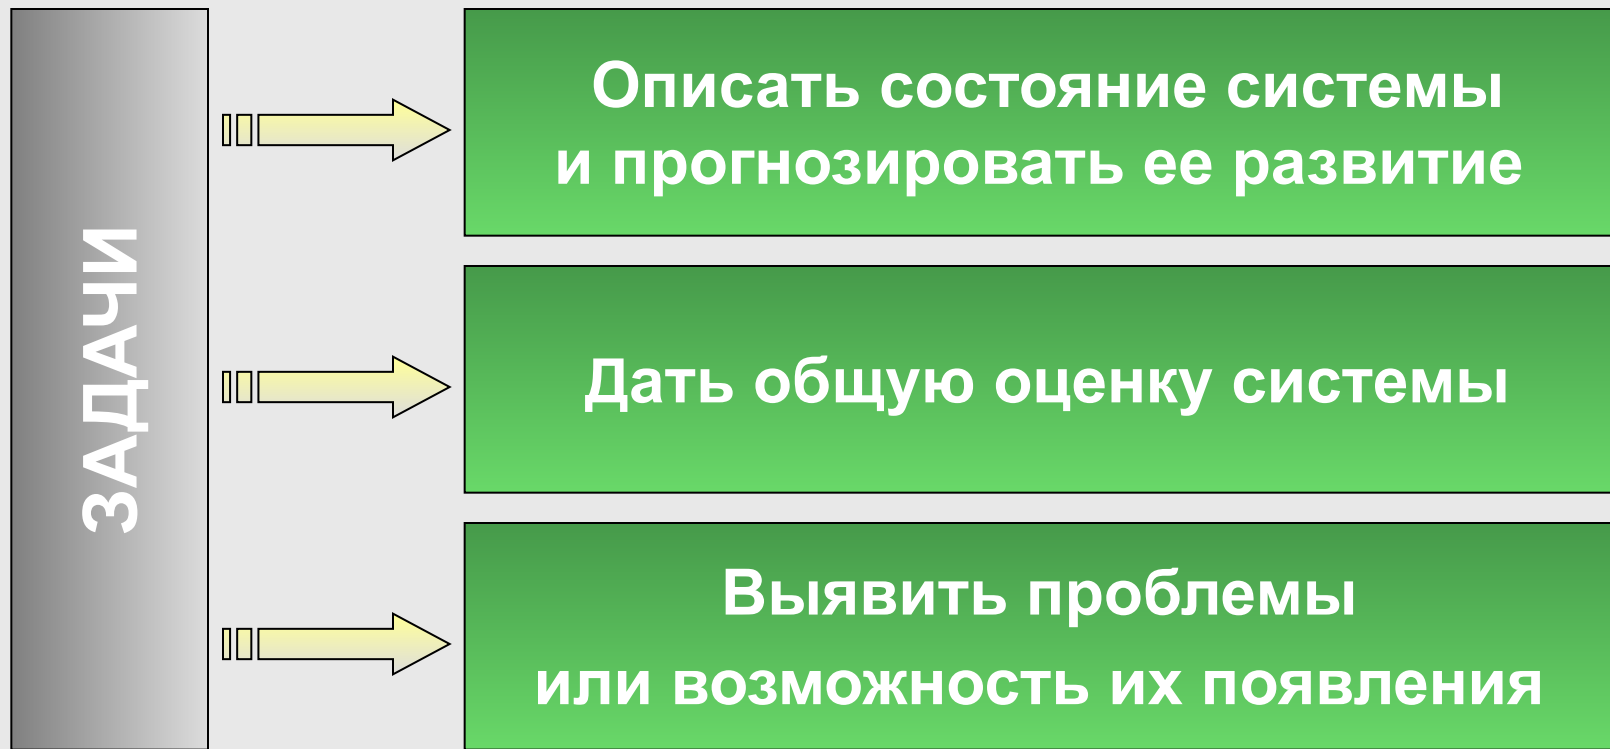 ЗАДАЧИ
Описать состояние системы
и прогнозировать ее развитие
Дать общую оценку системы
Выявить проблемы
или возможность их появления